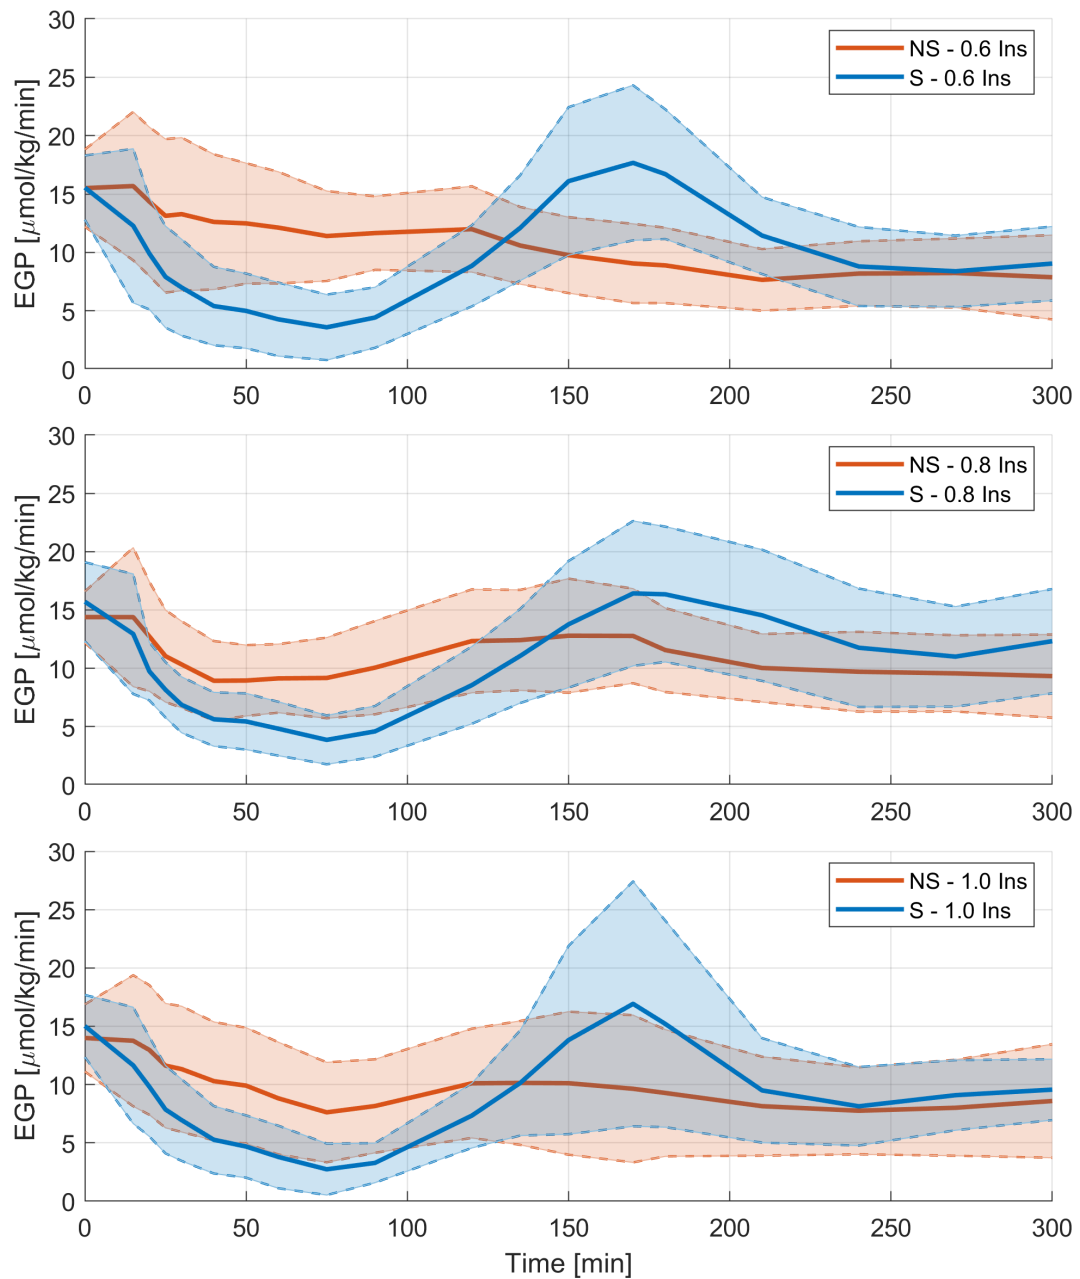 30
25
20
15
10
5
0
EGP [μmol/kg/min]
NS - 0.6 Ins
S - 0.6 Ins
0 50 100 150 200 250 300
30
25
20
15
10
5
0
EGP [μmol/kg/min]
NS - 0.8 Ins
S - 0.8 Ins
0 50 100 150 200 250 300
30
25
20
15
10
5
0
EGP [μmol/kg/min]
NS - 1.0 Ins
S - 1.0 Ins
0 50 100 150 200 250 300
Time [min]